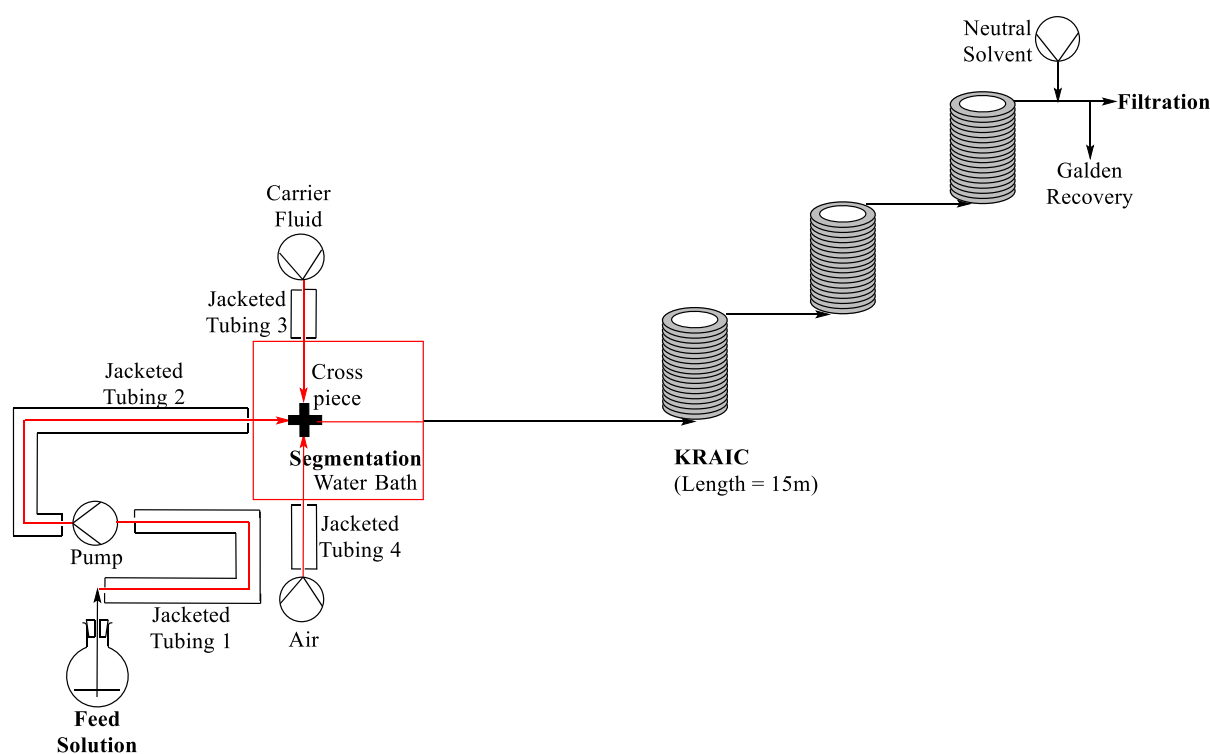 Neutral
Solvent
Filtration
Galden
Recovery
Carrier
Fluid
Jacketed
Tubing 3
Jacketed
Tubing 2
Cross
piece
Segmentation
Water Bath
KRAIC
(Length = 15m)
Jacketed
Tubing 4
Pump
Jacketed
Tubing 1
Air
Feed
Solution